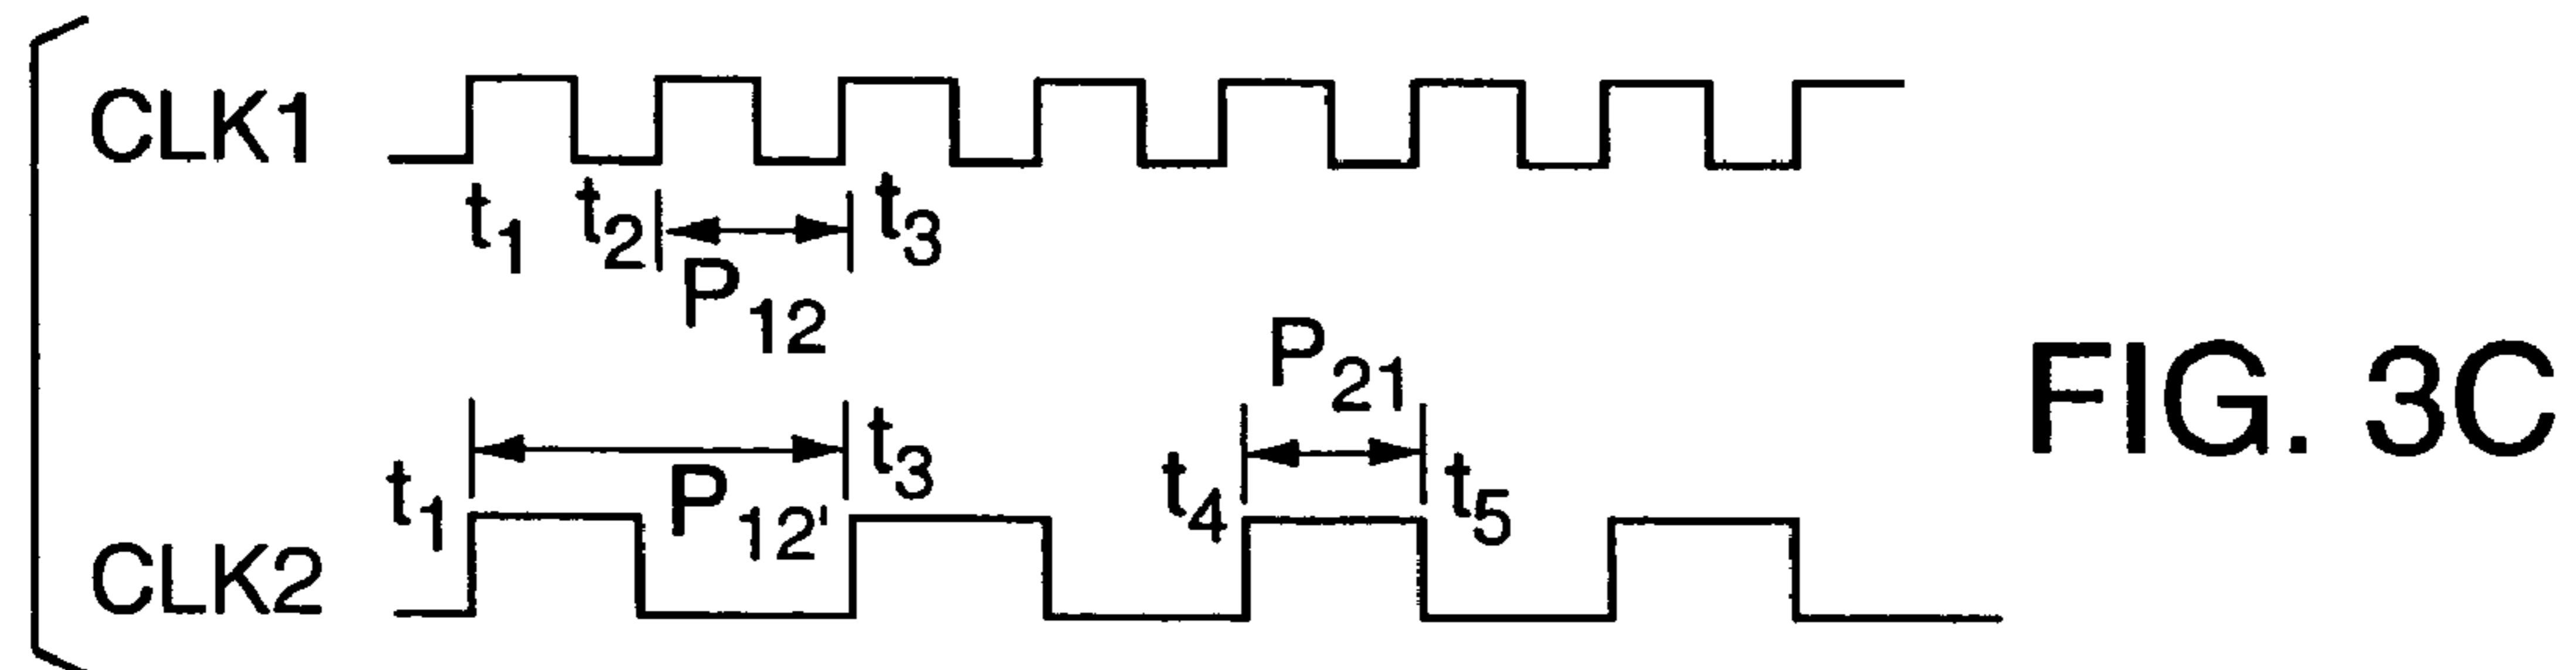 CLK1
t1 t2 t3
P12
P21
t1 t3 t4 t5
P12'
CLK2
FIG. 3C